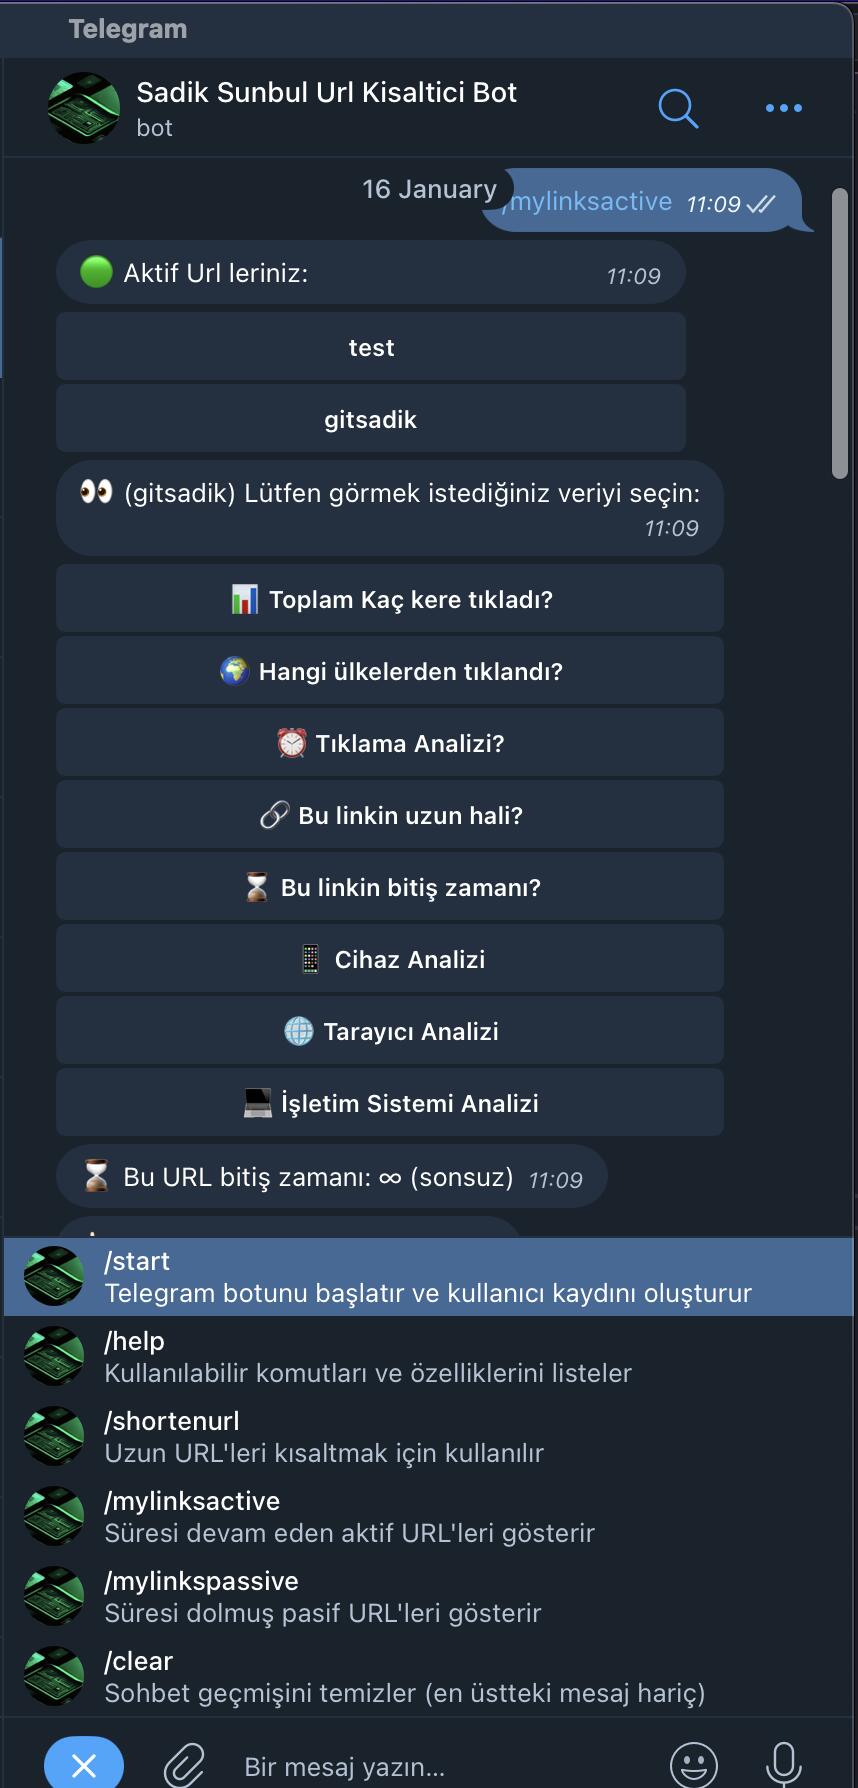 Telegram
Sadik Sunbul Url Kisaltici Bot
bot
16 January
/mylinksactive 11:09
Aktif Url leriniz: 11:09
test
gitsadik
(gitsadik) Lütfen görmek istediğiniz veriyi seçin:
11:09
Toplam Kaç kere tıkladı?
Hangi ülkelerden tıklandı?
Tıklama Analizi?
Bu linkin uzun hali?
Bu linkin bitiş zamanı?
Cihaz Analizi
Tarayıcı Analizi
İşletim Sistemi Analizi
Bu URL bitiş zamanı: ∞ (sonsuz) 11:09
/start
Telegram botunu başlatır ve kullanıcı kaydını oluşturur
/help
Kullanılabilir komutları ve özelliklerini listeler
/shortenurl
Uzun URL'leri kısaltmak için kullanılır
/mylinksactive
Süresi devam eden aktif URL'leri gösterir
/mylinkspassive
Süresi dolmuş pasif URL'leri gösterir
/clear
Sohbet geçmişini temizler (en üstteki mesaj hariç)
Bir mesaj yazın...